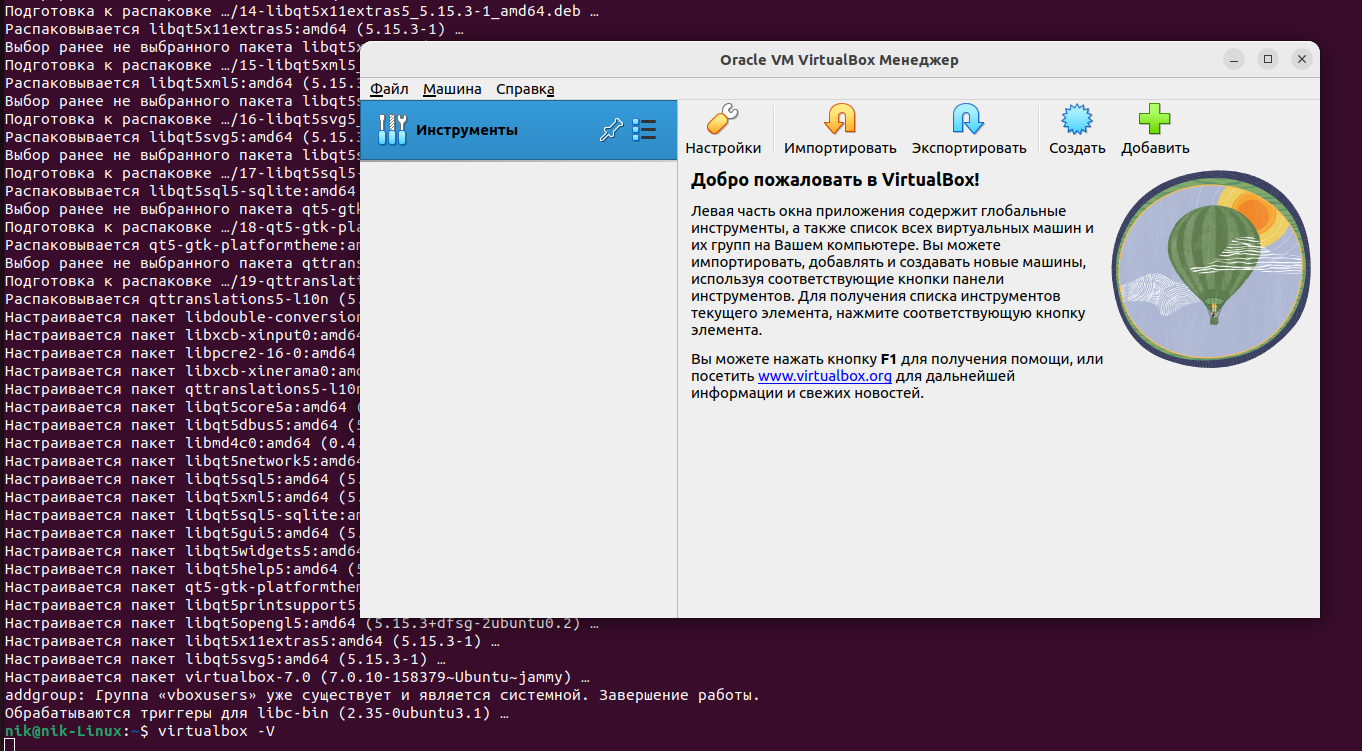 Подготовка к распаковке …/14-libqt5x11extras5_5.15.3-1_amd64.deb …
Распаковывается libqt5x11extras5:amd64 (5.15.3-1) …
Выбор ранее не выбранного пакета libqt5x
Подготовка к распаковке …/15-libqt5xml5_
Распаковывается libqt5xml5:amd64 (5.15.3
Выбор ранее не выбранного пакета libqt5s
Подготовка к распаковке …/16-libqt5svg5_
Распаковывается libqt5svg5:amd64 (5.15.3
Выбор ранее не выбранного пакета libqt5s
Подготовка к распаковке …/17-libqt5sql5-
Распаковывается libqt5sql5-sqlite:amd64
Выбор ранее не выбранного пакета qt5-gtk
Подготовка к распаковке …/18-qt5-gtk-pla
Распаковывается qt5-gtk-platformtheme:am
Выбор ранее не выбранного пакета qttrans
Подготовка к распаковке …/19-qttranslati
Распаковывается qttranslations5-l10n (5.
Настраивается пакет libdouble-conversion
Настраивается пакет libxcb-xinput0:amd64
Настраивается пакет libpcre2-16-0:amd64
Настраивается пакет libxcb-xinerama0:amd
Настраивается пакет qttranslations5-l10n
Настраивается пакет libqt5core5a:amd64 (
Настраивается пакет libqt5dbus5:amd64 (5
Настраивается пакет libmd4c0:amd64 (0.4.
Настраивается пакет libqt5network5:amd64
Настраивается пакет libqt5sql5:amd64 (5.
Настраивается пакет libqt5xml5:amd64 (5.
Настраивается пакет libqt5sql5-sqlite:am
Настраивается пакет libqt5gui5:amd64 (5.
Настраивается пакет libqt5widgets5:amd64
Настраивается пакет libqt5help5:amd64 (5
Настраивается пакет qt5-gtk-platformthem
Настраивается пакет libqt5printsupport5:
Настраивается пакет libqt5opengl5:amd64 (5.15.3+dfsg-2ubuntu0.2) …
Настраивается пакет libqt5x11extras5:amd64 (5.15.3-1) …
Настраивается пакет libqt5svg5:amd64 (5.15.3-1) …
Настраивается пакет virtualbox-7.0 (7.0.10-158379~Ubuntu~jammy) …
addgroup: Группа «vboxusers» уже существует и является системной. Завершение работы.
Обрабатываются триггеры для libc-bin (2.35-0ubuntu3.1) …
nik@nik-Linux:~$ virtualbox -V
Oracle VM VirtualBox Менеджер
Файл Машина Справка
Инструменты
Настройки Импортировать Экспортировать Создать Добавить
Добро пожаловать в VirtualBox!
Левая часть окна приложения содержит глобальные
инструменты, а также список всех виртуальных машин и
их групп на Вашем компьютере. Вы можете
импортировать, добавлять и создавать новые машины,
используя соответствующие кнопки панели
инструментов. Для получения списка инструментов
текущего элемента, нажмите соответствующую кнопку
элемента.
Вы можете нажать кнопку F1 для получения помощи, или
посетить www.virtualbox.org для дальнейшей
информации и свежих новостей.